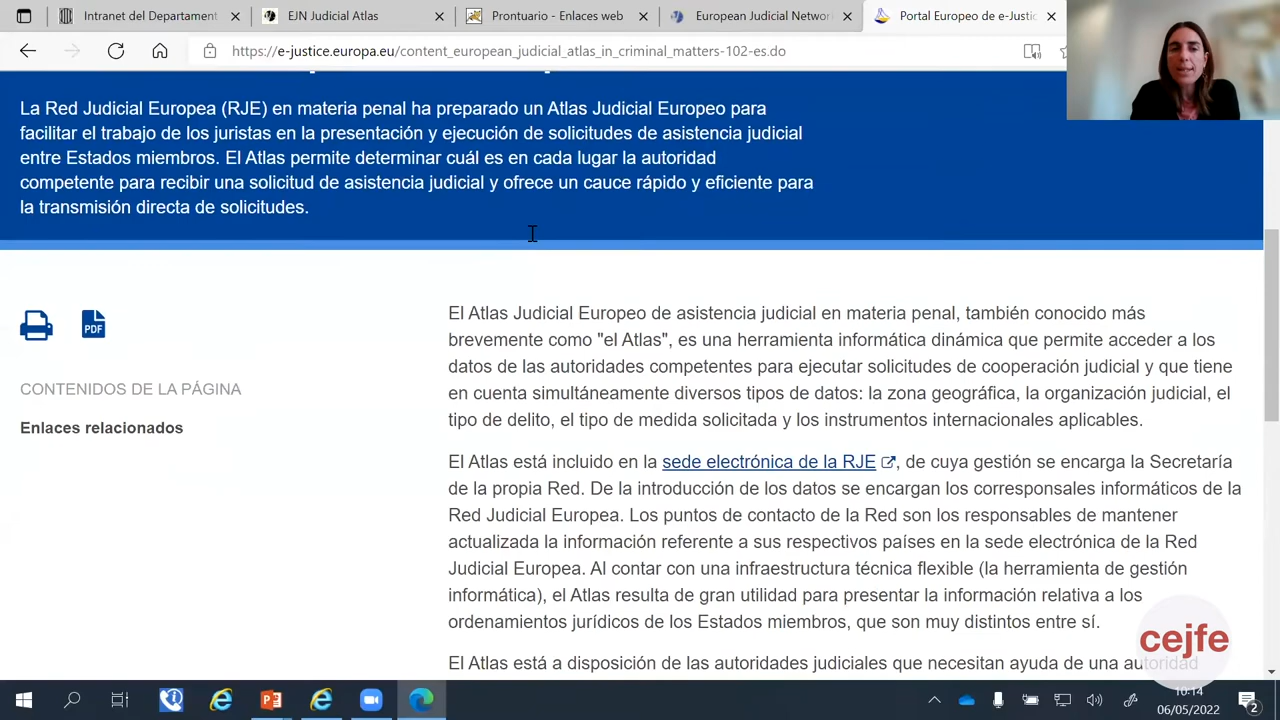 Intranet del Departament
EJN Judicial Atlas
Prontuario - Enlaces web
European Judicial Networ
Portal Europeo de e-Justic
https://e-justice.europa.eu/content_european_judicial_atlas_in_criminal_matters-102-es.do
La Red Judicial Europea (RJE) en materia penal ha preparado un Atlas Judicial Europeo para
facilitar el trabajo de los juristas en la presentación y ejecución de solicitudes de asistencia judicial
entre Estados miembros. El Atlas permite determinar cuál es en cada lugar la autoridad
competente para recibir una solicitud de asistencia judicial y ofrece un cauce rápido y eficiente para
la transmisión directa de solicitudes.
PDF
CONTENIDOS DE LA PÁGINA
Enlaces relacionados
El Atlas Judicial Europeo de asistencia judicial en materia penal, también conocido más
brevemente como "el Atlas", es una herramienta informática dinámica que permite acceder a los
datos de las autoridades competentes para ejecutar solicitudes de cooperación judicial y que tiene
en cuenta simultáneamente diversos tipos de datos: la zona geográfica, la organización judicial, el
tipo de delito, el tipo de medida solicitada y los instrumentos internacionales aplicables.
El Atlas está incluido en la sede electrónica de la RJE, de cuya gestión se encarga la Secretaría
de la propia Red. De la introducción de los datos se encargan los corresponsales informáticos de la
Red Judicial Europea. Los puntos de contacto de la Red son los responsables de mantener
actualizada la información referente a sus respectivos países en la sede electrónica de la Red
Judicial Europea. Al contar con una infraestructura técnica flexible (la herramienta de gestión
informática), el Atlas resulta de gran utilidad para presentar la información relativa a los
ordenamientos jurídicos de los Estados miembros, que son muy distintos entre sí.
El Atlas está a disposición de las autoridades judiciales que necesitan ayuda de una autoridad
cejfe
10:14
06/05/2022
2